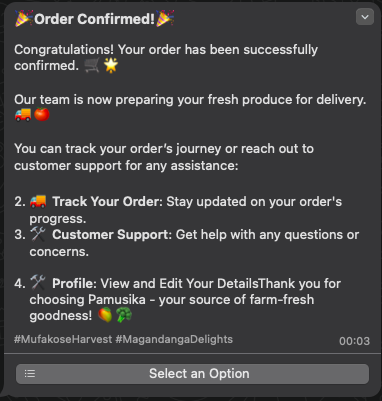 🎉Order Confirmed!🎉
Congratulations! Your order has been successfully
confirmed. 🛒🌟
Our team is now preparing your fresh produce for delivery.
🚚🍅
You can track your order's journey or reach out to
customer support for any assistance:
2. 🚚 Track Your Order: Stay updated on your order's
progress.
3. 🛠 Customer Support: Get help with any questions or
concerns.
4. 🛠 Profile: View and Edit Your DetailsThank you for
choosing Pamusika - your source of farm-fresh
goodness! 🥭🥦
#MufakoseHarvest #MagandangaDelights
00:03
Select an Option